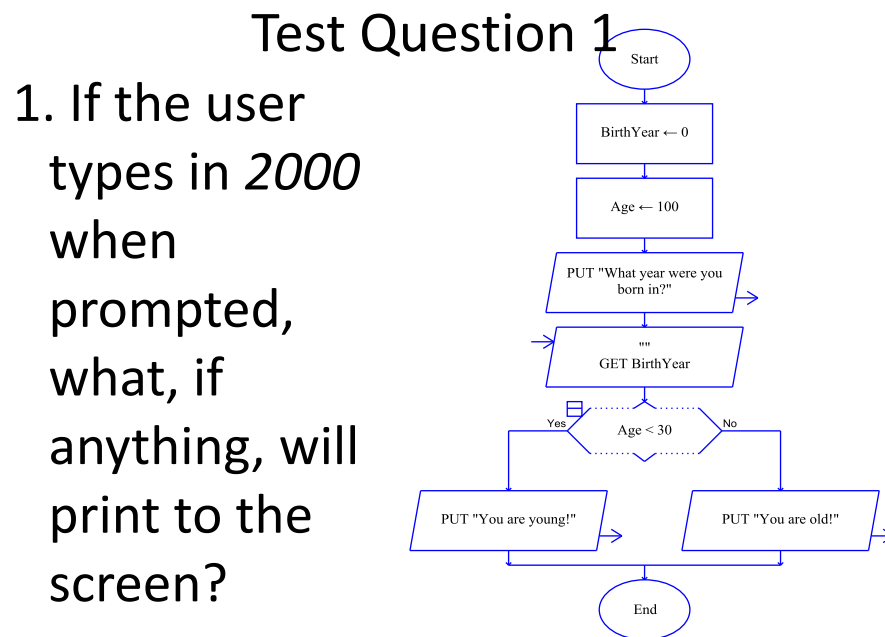 Test Question 1
1. If the user
types in 2000
when
prompted,
what, if
anything, will
print to the
screen?
Start
BirthYear ← 0
Age ← 100
PUT "What year were you
born in?"
""
GET BirthYear
Yes
Age < 30
No
PUT "You are young!"
PUT "You are old!"
End